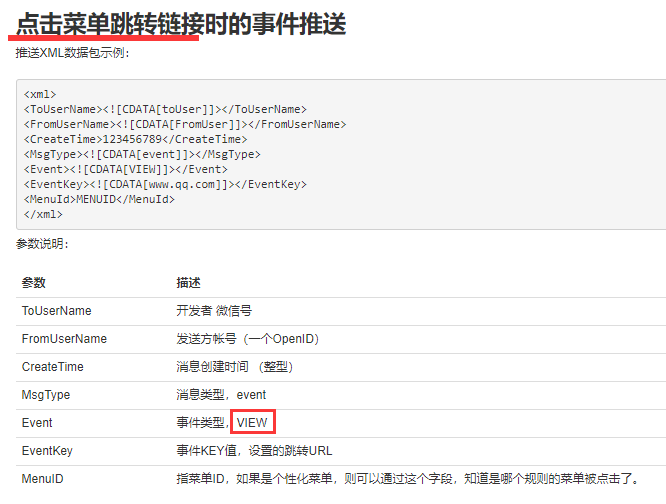 点击菜单跳转链接时的事件推送
推送XML数据包示例：
<xml>
<ToUserName><![CDATA[toUser]]></ToUserName>
<FromUserName><![CDATA[FromUser]]></FromUserName>
<CreateTime>123456789</CreateTime>
<MsgType><![CDATA[event]]></MsgType>
<Event><![CDATA[VIEW]]></Event>
<EventKey><![CDATA[www.qq.com]]></EventKey>
<MenuId>MENUID</MenuId>
</xml>
参数说明：
参数 描述
ToUserName 开发者 微信号
FromUserName 发送方帐号（一个OpenID）
CreateTime 消息创建时间 （整型）
MsgType 消息类型，event
Event 事件类型，VIEW
EventKey 事件KEY值，设置的跳转URL
MenuID 指菜单ID，如果是个性化菜单，则可以通过这个字段，知道是哪个规则的菜单被点击了。